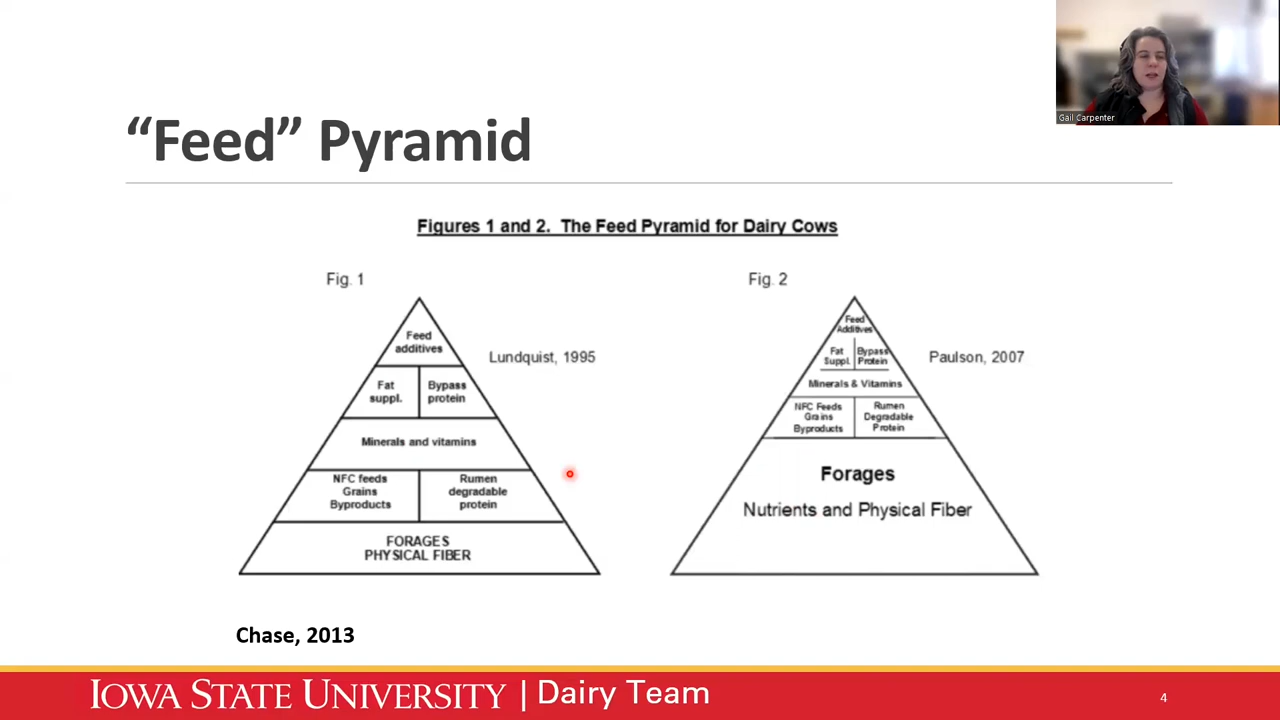 Gail Carpenter
“Feed” Pyramid
Figures 1 and 2. The Feed Pyramid for Dairy Cows
Fig. 1
Feed
additives
Lundquist, 1995
Fat
suppl.
Bypass
protein
Minerals and vitamins
NFC feeds
Grains
Byproducts
Rumen
degradable
protein
FORAGES
PHYSICAL FIBER
Fig. 2
Feed
Additives
Paulson, 2007
Fat
Suppl.
Bypass
Protein
Minerals & Vitamins
NFC Feeds
Grains
Byproducts
Rumen
Degradable
Protein
Forages
Nutrients and Physical Fiber
Chase, 2013
IOWA STATE UNIVERSITY | Dairy Team
4